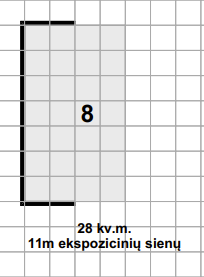 8
28 kv.m.
11m ekspozicinių sienų